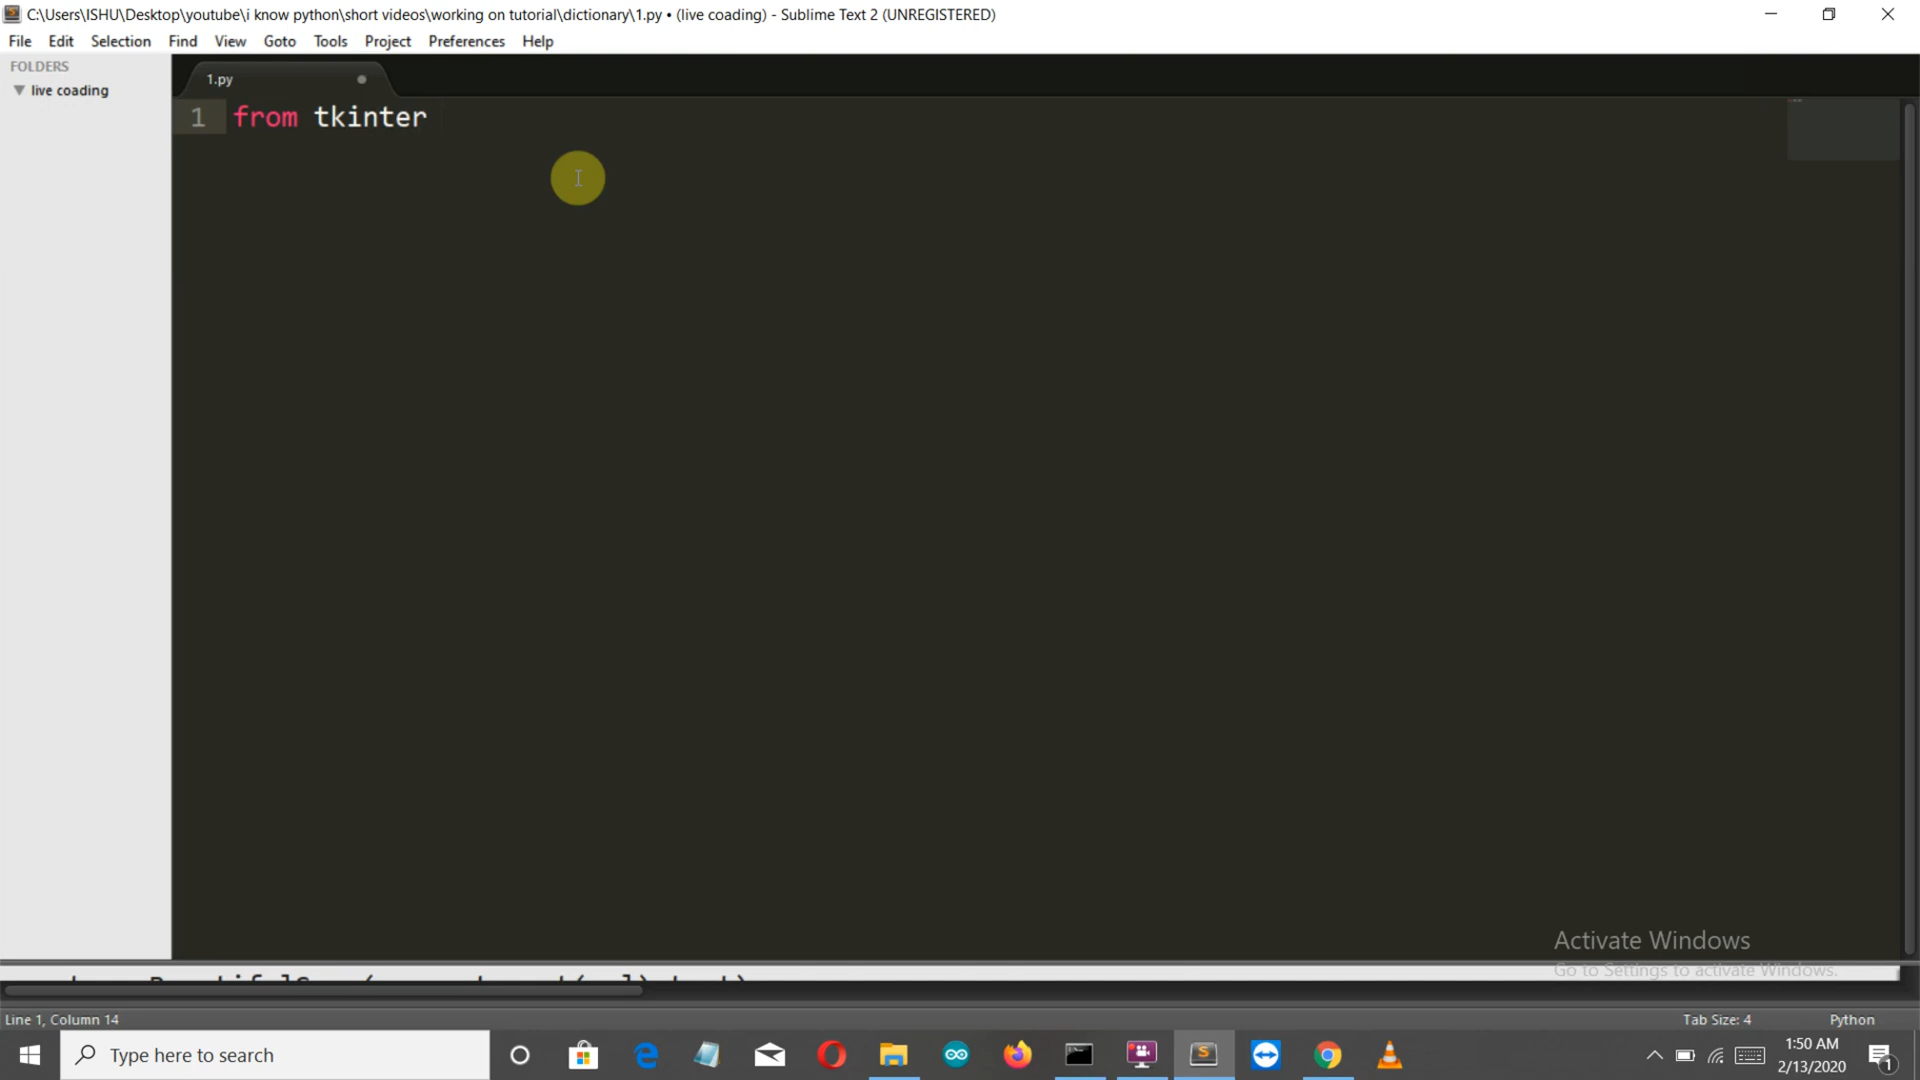 C:\Users\ISHU\Desktop\youtube\i know python\short videos\working on tutorial\dictionary\1.py • (live coading) - Sublime Text 2 (UNREGISTERED)
File Edit Selection Find View Goto Tools Project Preferences Help
FOLDERS
live coading
1.py
1 from tkinter
Activate Windows
Go to Settings to activate Windows.
Line 1, Column 14
Tab Size: 4
Python
Type here to search
1:50 AM
2/13/2020
1